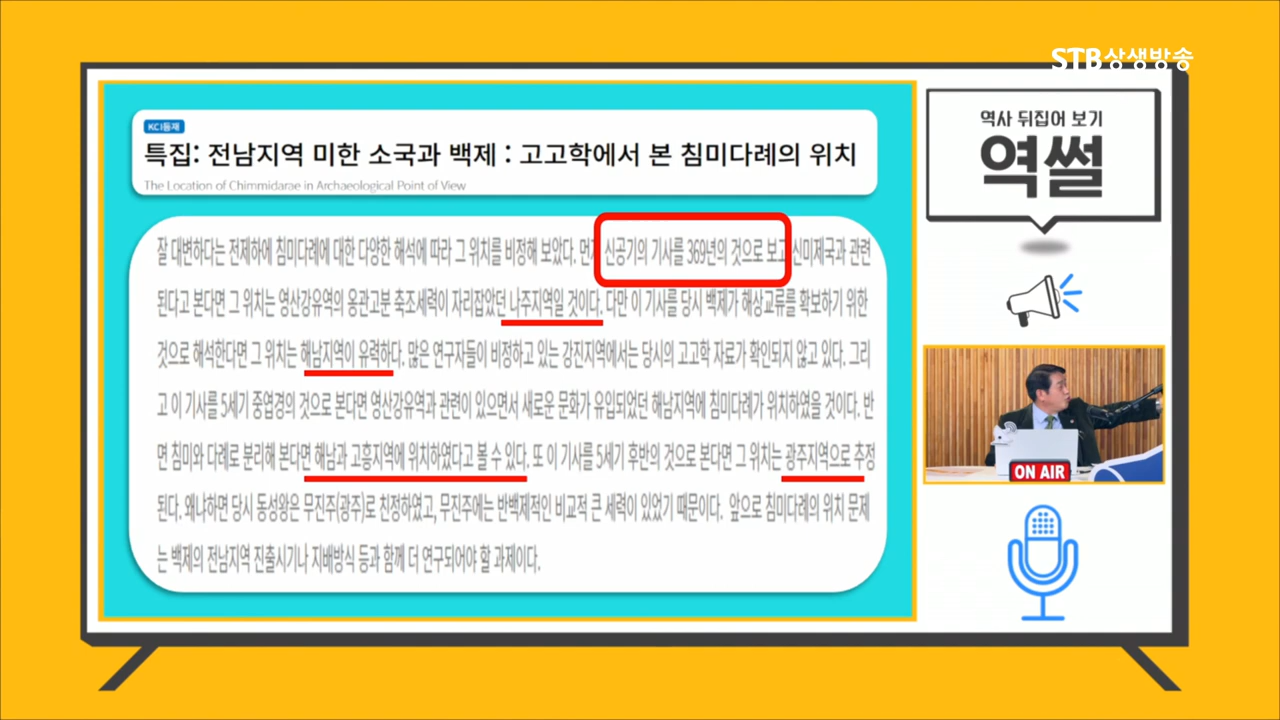 STB상생방송
KCI등재
특집: 전남지역 미한 소국과 백제 : 고고학에서 본 침미다례의 위치
The Location of Chimmidarae in Archaeological Point of View
잘 대변하다는 전제하에 침미다례에 대한 다양한 해석에 따라 그 위치를 비정해 보았다. 먼저 신공기의 기사를 369년의 것으로 보고 신미제국과 관련
된다고 본다면 그 위치는 영산강유역의 옹관고분 축조세력이 자리잡았던 나주지역일 것이다. 다만 이 기사를 당시 백제가 해상교류를 확보하기 위한
것으로 해석한다면 그 위치는 해남지역이 유력하다. 많은 연구자들이 비정하고 있는 강진지역에서는 당시의 고고학 자료가 확인되지 않고 있다. 그리
고 이 기사를 5세기 중엽경의 것으로 본다면 영산강유역과 관련이 있으면서 새로운 문화가 유입되었던 해남지역에 침미다례가 위치하였을 것이다. 반
면 침미와 다례로 분리해 본다면 해남과 고흥지역에 위치하였다고 볼 수 있다. 또 이 기사를 5세기 후반의 것으로 본다면 그 위치는 광주지역으로 추정
된다. 왜냐하면 당시 동성왕은 무진주(광주)로 친정하였고, 무진주에는 반백제적인 비교적 큰 세력이 있었기 때문이다. 앞으로 침미다례의 위치 문제
는 백제의 전남지역 진출시기나 지배방식 등과 함께 더 연구되어야 할 과제이다.
역사 뒤집어 보기
역썰
ON AIR